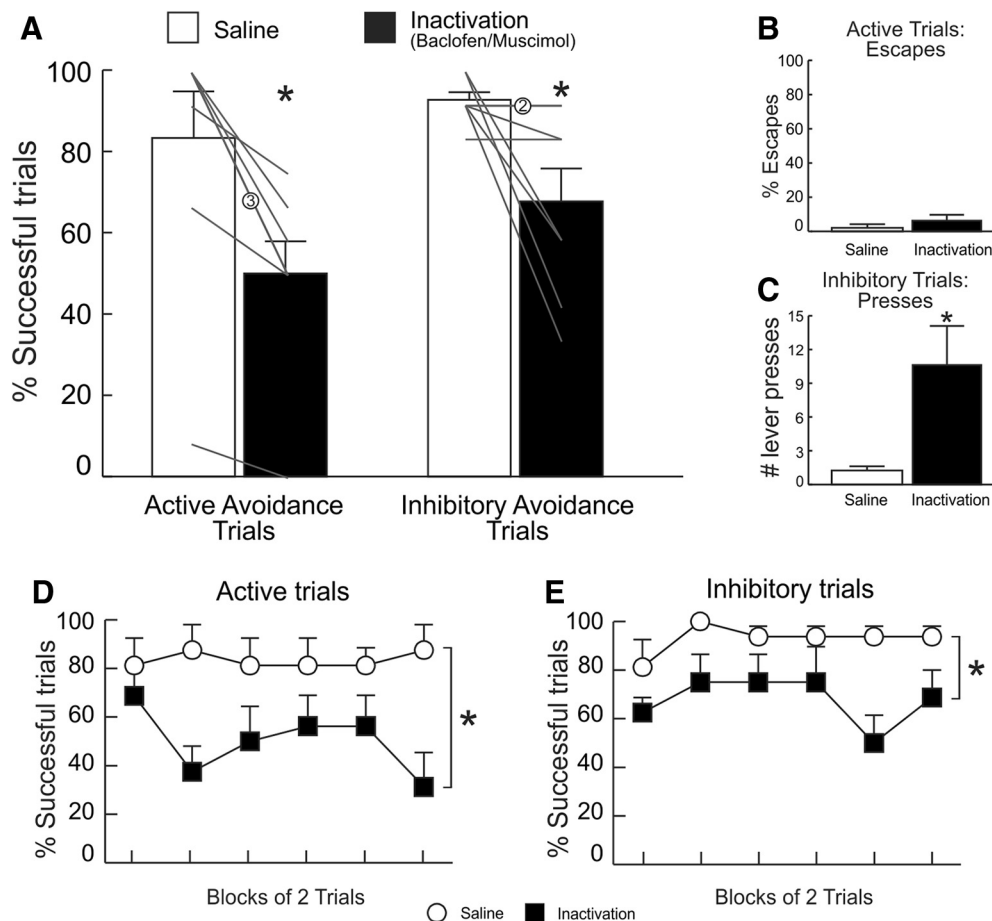 A
Saline
Inactivation
(Baclofen/Muscimol)
% Successful trials
100
80
60
40
20
0
*
*
3
2
Active Avoidance
Trials
Inhibitory Avoidance
Trials
B
Active Trials:
Escapes
% Escapes
100
80
60
40
20
0
Saline
Inactivation
C
Inhibitory Trials:
Presses
# lever presses
15
12
9
6
3
0
*
Saline
Inactivation
D
Active trials
% Successful trials
100
80
60
40
20
0
*
Blocks of 2 Trials
E
Inhibitory trials
% Successful trials
100
80
60
40
20
0
*
Blocks of 2 Trials
Saline
Inactivation